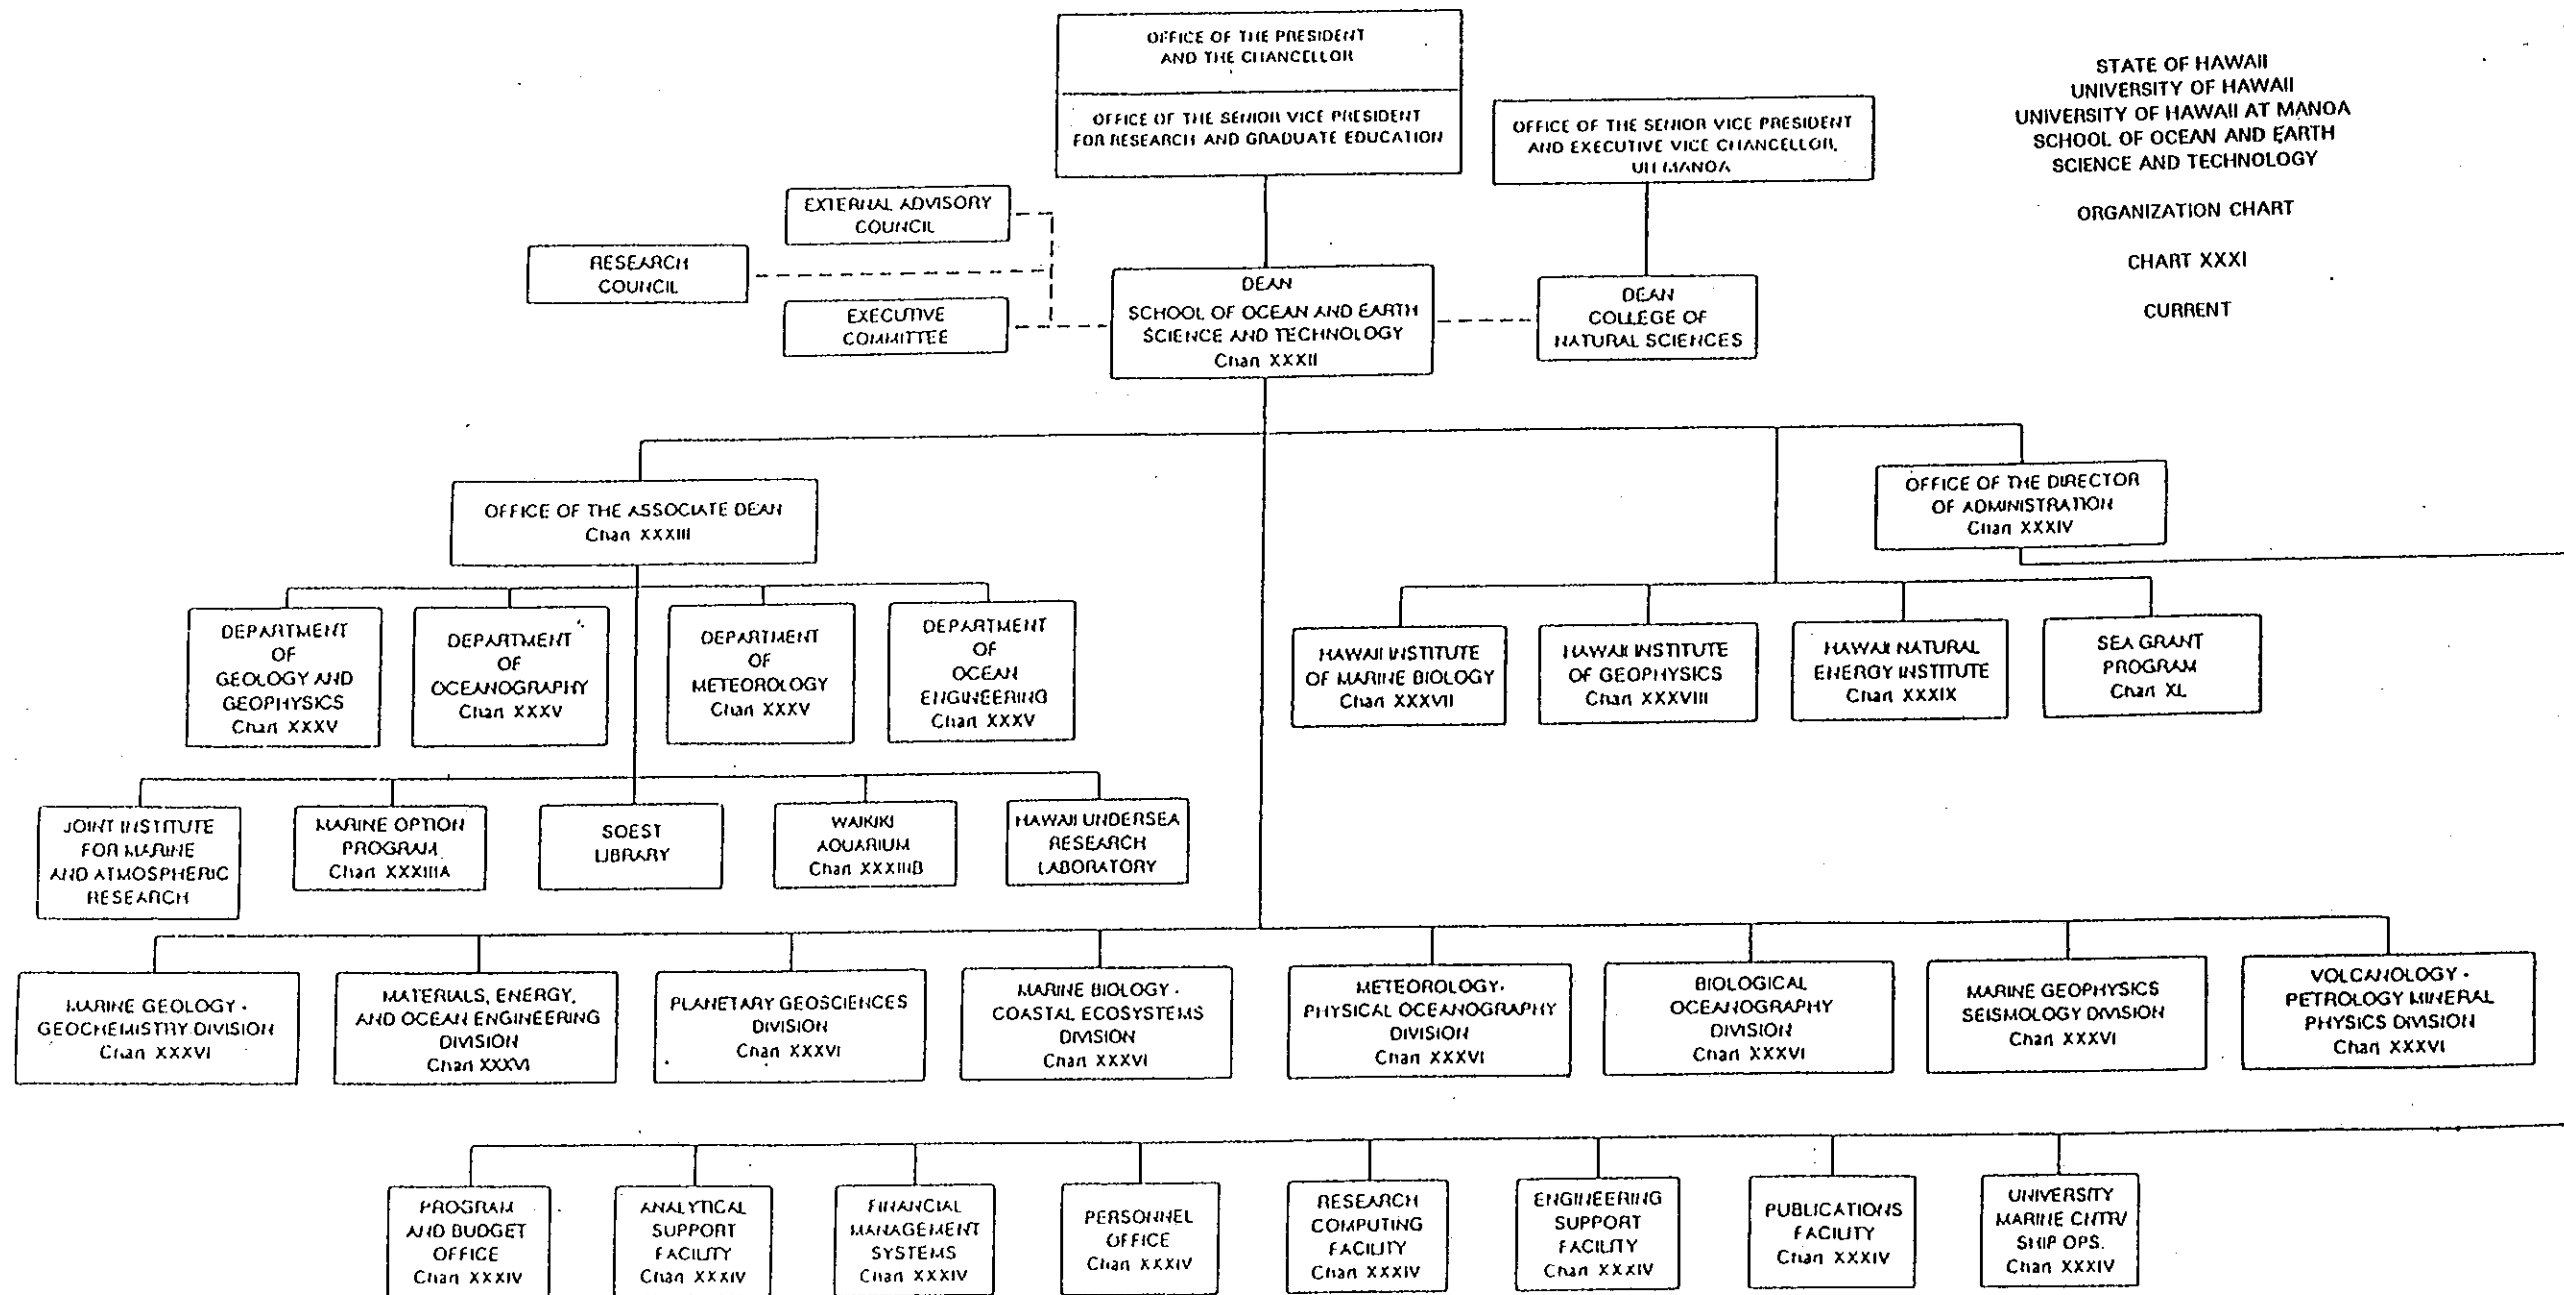 OFFICE OF THE PRESIDENT
AND THE CHANCELLOR
OFFICE OF THE SENIOR VICE PRESIDENT
FOR RESEARCH AND GRADUATE EDUCATION
OFFICE OF THE SENIOR VICE PRESIDENT
AND EXECUTIVE VICE CHANCELLOR,
UH MANOA
STATE OF HAWAII
UNIVERSITY OF HAWAII
UNIVERSITY OF HAWAII AT MANOA
SCHOOL OF OCEAN AND EARTH
SCIENCE AND TECHNOLOGY
ORGANIZATION CHART
CHART XXXI
CURRENT
EXTERNAL ADVISORY
COUNCIL
RESEARCH
COUNCIL
EXECUTIVE
COMMITTEE
DEAN
SCHOOL OF OCEAN AND EARTH
SCIENCE AND TECHNOLOGY
Chart XXXII
DEAN
COLLEGE OF
NATURAL SCIENCES
OFFICE OF THE ASSOCIATE DEAN
Chart XXXIII
OFFICE OF THE DIRECTOR
OF ADMINISTRATION
Chart XXXIV
DEPARTMENT
OF
GEOLOGY AND
GEOPHYSICS
Chart XXXV
DEPARTMENT
OF
OCEANOGRAPHY
Chart XXXV
DEPARTMENT
OF
METEOROLOGY
Chart XXXV
DEPARTMENT
OF
OCEAN
ENGINEERING
Chart XXXV
HAWAII INSTITUTE
OF MARINE BIOLOGY
Chart XXXVII
HAWAII INSTITUTE
OF GEOPHYSICS
Chart XXXVIII
HAWAII NATURAL
ENERGY INSTITUTE
Chart XXXIX
SEA GRANT
PROGRAM
Chart XL
JOINT INSTITUTE
FOR MARINE
AND ATMOSPHERIC
RESEARCH
MARINE OPTION
PROGRAM
Chart XXXIIIA
SOEST
LIBRARY
WAIKIKI
AQUARIUM
Chart XXXIIIB
HAWAII UNDERSEA
RESEARCH
LABORATORY
MARINE GEOLOGY -
GEOCHEMISTRY DIVISION
Chart XXXVI
MATERIALS, ENERGY,
AND OCEAN ENGINEERING
DIVISION
Chart XXXVI
PLANETARY GEOSCIENCES
DIVISION
Chart XXXVI
MARINE BIOLOGY -
COASTAL ECOSYSTEMS
DIVISION
Chart XXXVI
METEOROLOGY-
PHYSICAL OCEANOGRAPHY
DIVISION
Chart XXXVI
BIOLOGICAL
OCEANOGRAPHY
DIVISION
Chart XXXVI
MARINE GEOPHYSICS
SEISMOLOGY DIVISION
Chart XXXVI
VOLCANOLOGY -
PETROLOGY MINERAL
PHYSICS DIVISION
Chart XXXVI
PROGRAM
AND BUDGET
OFFICE
Chart XXXIV
ANALYTICAL
SUPPORT
FACILITY
Chart XXXIV
FINANCIAL
MANAGEMENT
SYSTEMS
Chart XXXIV
PERSONNEL
OFFICE
Chart XXXIV
RESEARCH
COMPUTING
FACILITY
Chart XXXIV
ENGINEERING
SUPPORT
FACILITY
Chart XXXIV
PUBLICATIONS
FACILITY
Chart XXXIV
UNIVERSITY
MARINE CNTR/
SHIP OPS.
Chart XXXIV